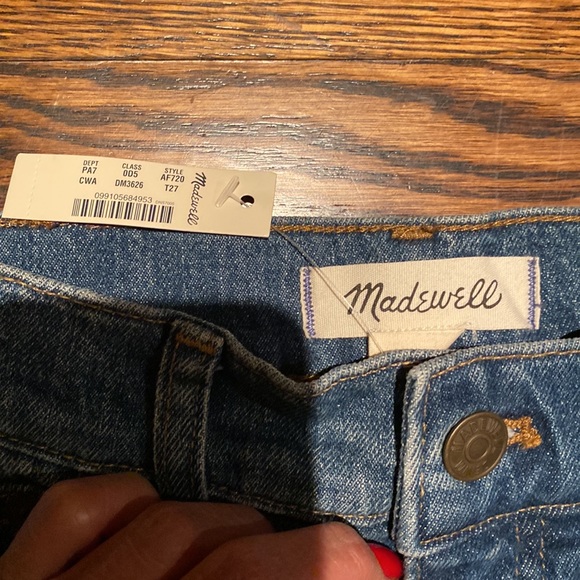 DEPT CLASS STYLE
PA7 0D5 AF720
CWA DM3626 T27
099105684953
Madewell
Madewell